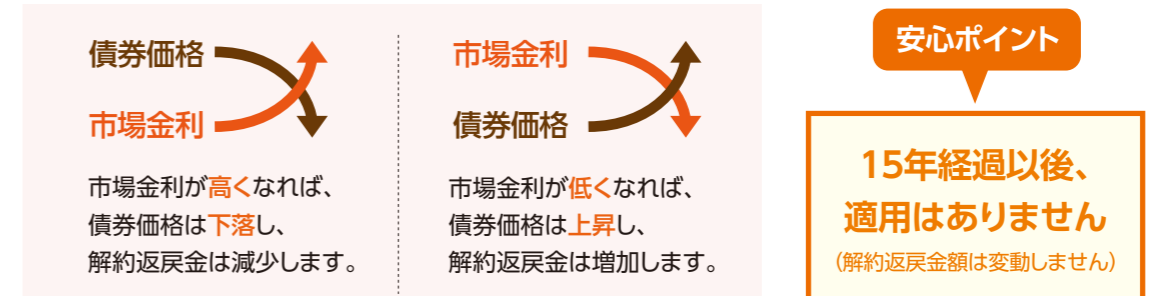 債券価格
市場金利
市場金利が高くなれば、
債券価格は下落し、
解約返戻金は減少します。
市場金利
債券価格
市場金利が低くなれば、
債券価格は上昇し、
解約返戻金は増加します。
安心ポイント
15年経過以後、
適用はありません
(解約返戻金額は変動しません)